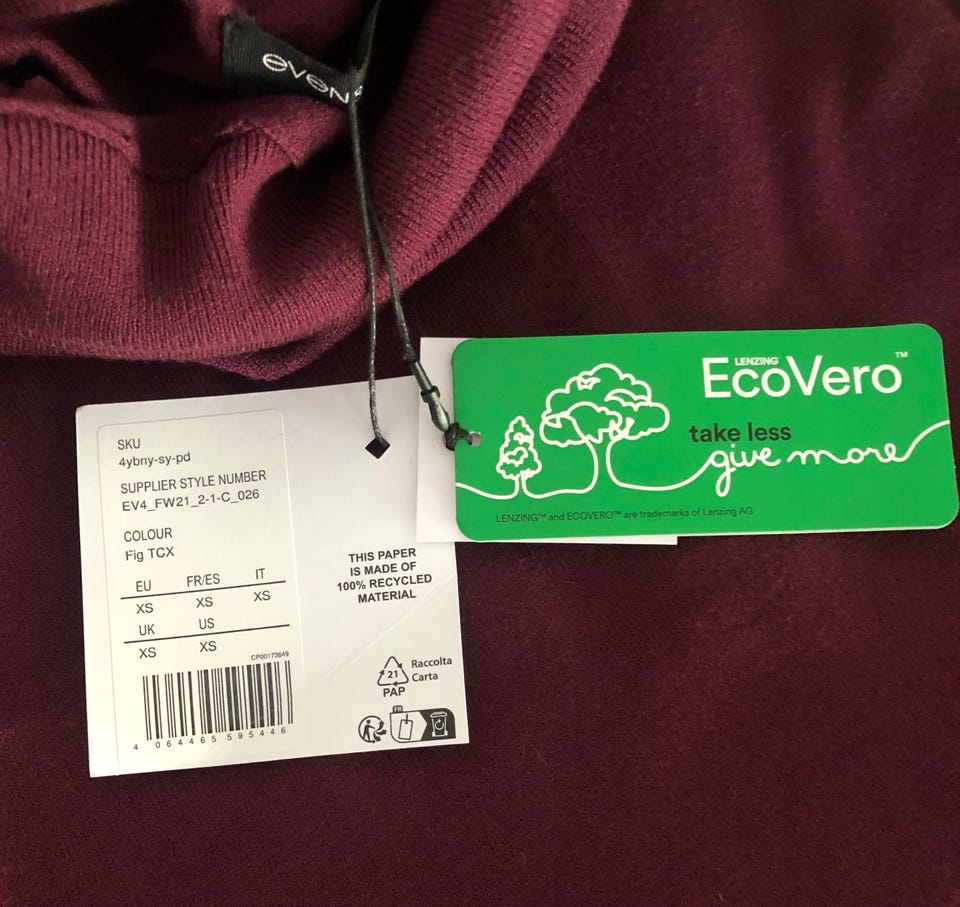 even
SKU
4ybny-sy-pd
SUPPLIER STYLE NUMBER
EV4_FW21_2-1-C_026
COLOUR
Fig TCX
EU FR/ES IT
XS XS XS
UK US
XS XS
CP00173649
4 064465 595446
THIS PAPER
IS MADE OF
100% RECYCLED
MATERIAL
21
PAP
Raccolta
Carta
FR
LENZING
EcoVero™
take less
give more
LENZING™ and ECOVERO™ are trademarks of Lenzing AG